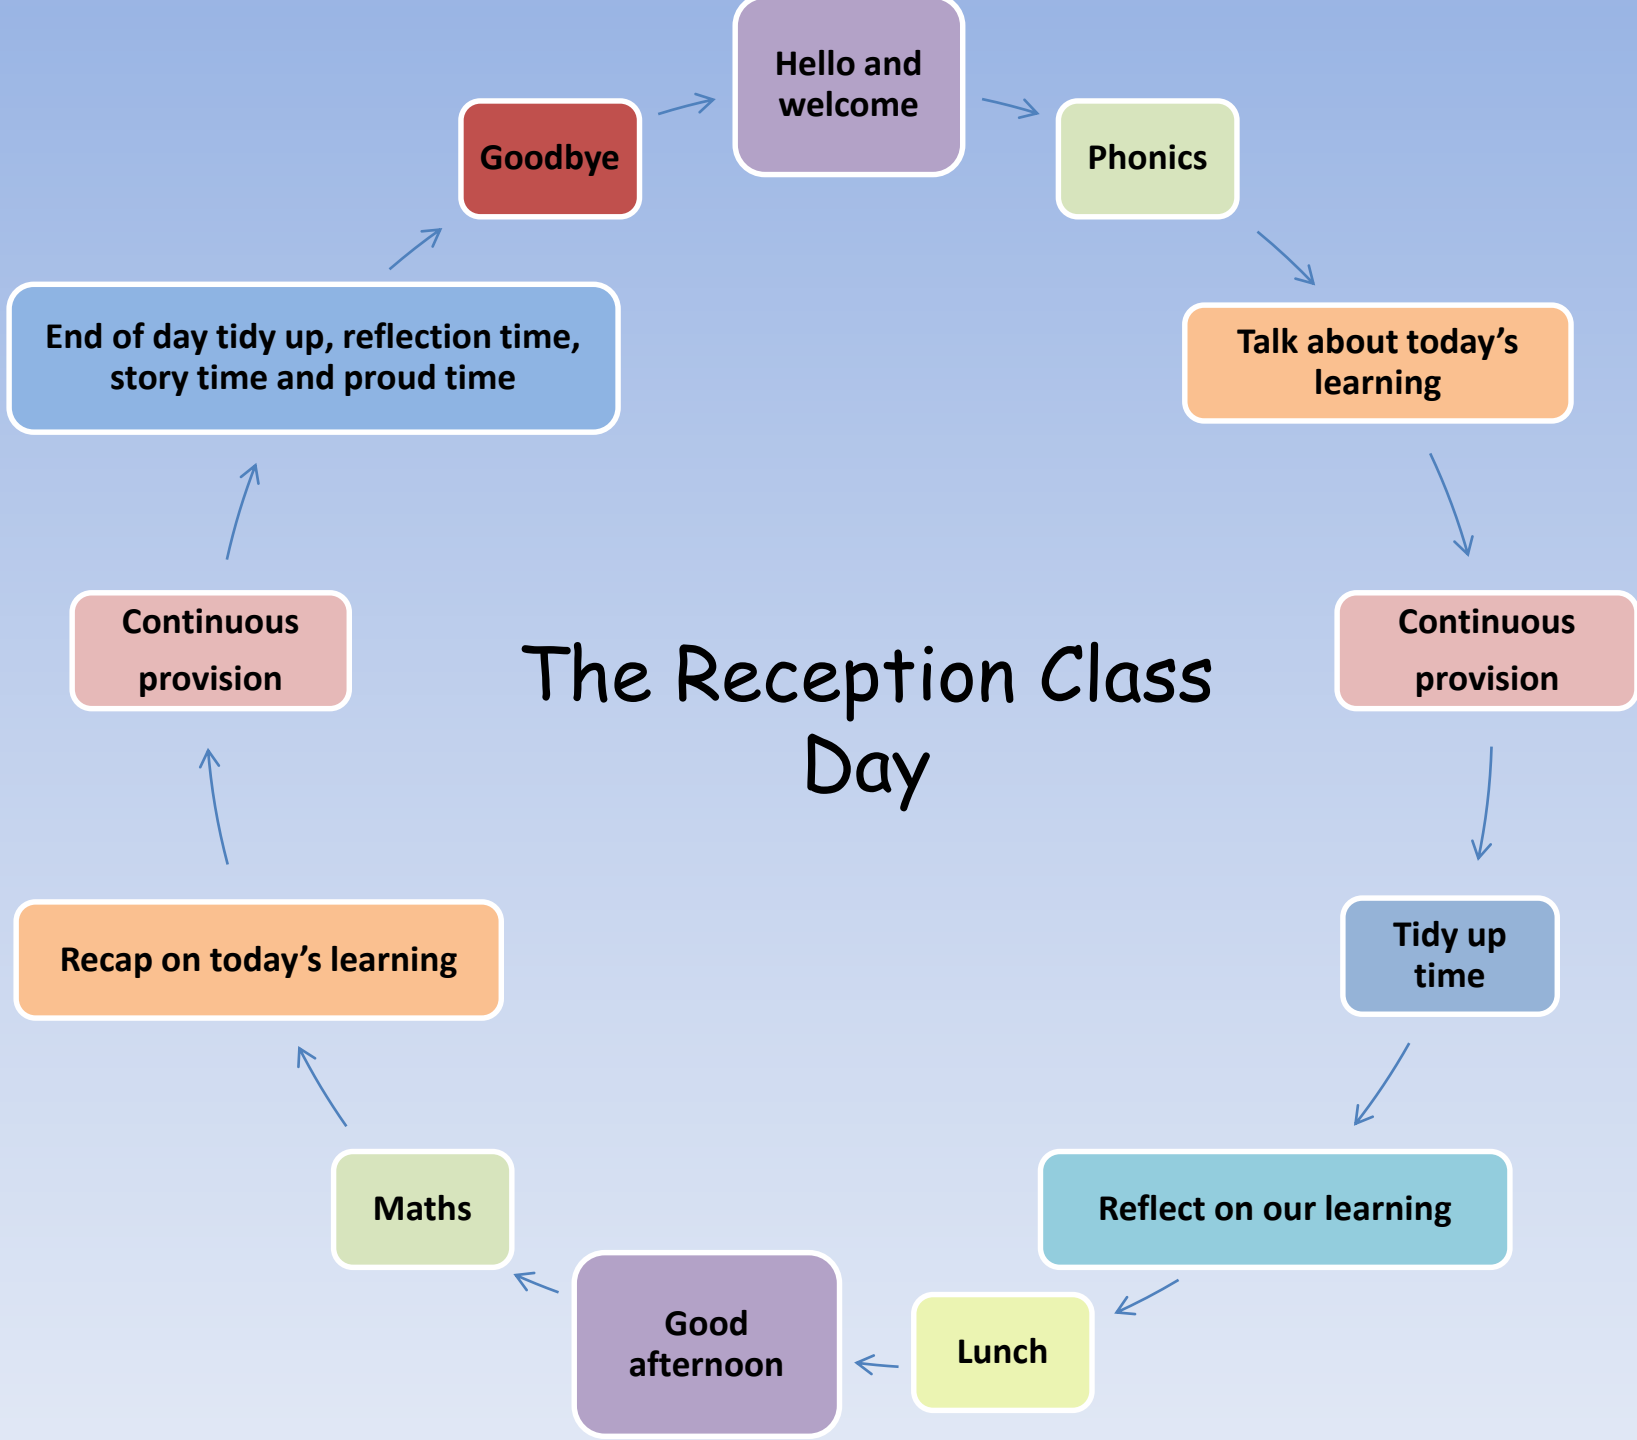 Hello and
welcome
Phonics
Talk about today’s
learning
Continuous
provision
Tidy up
time
Reflect on our learning
Lunch
Good
afternoon
Maths
Recap on today’s learning
Continuous
provision
End of day tidy up, reflection time,
story time and proud time
Goodbye
The Reception Class
Day